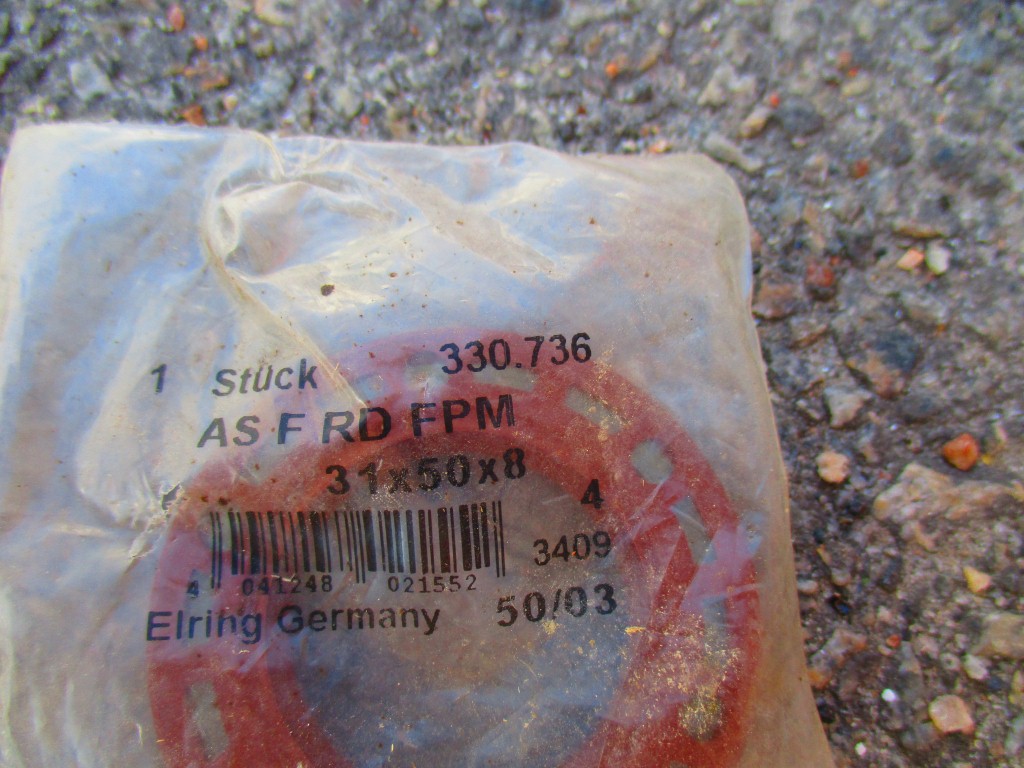 1 Stück 330.736
AS F RD FPM
31x50x8
4
3409
4 041248 021552
Elring Germany 50/03